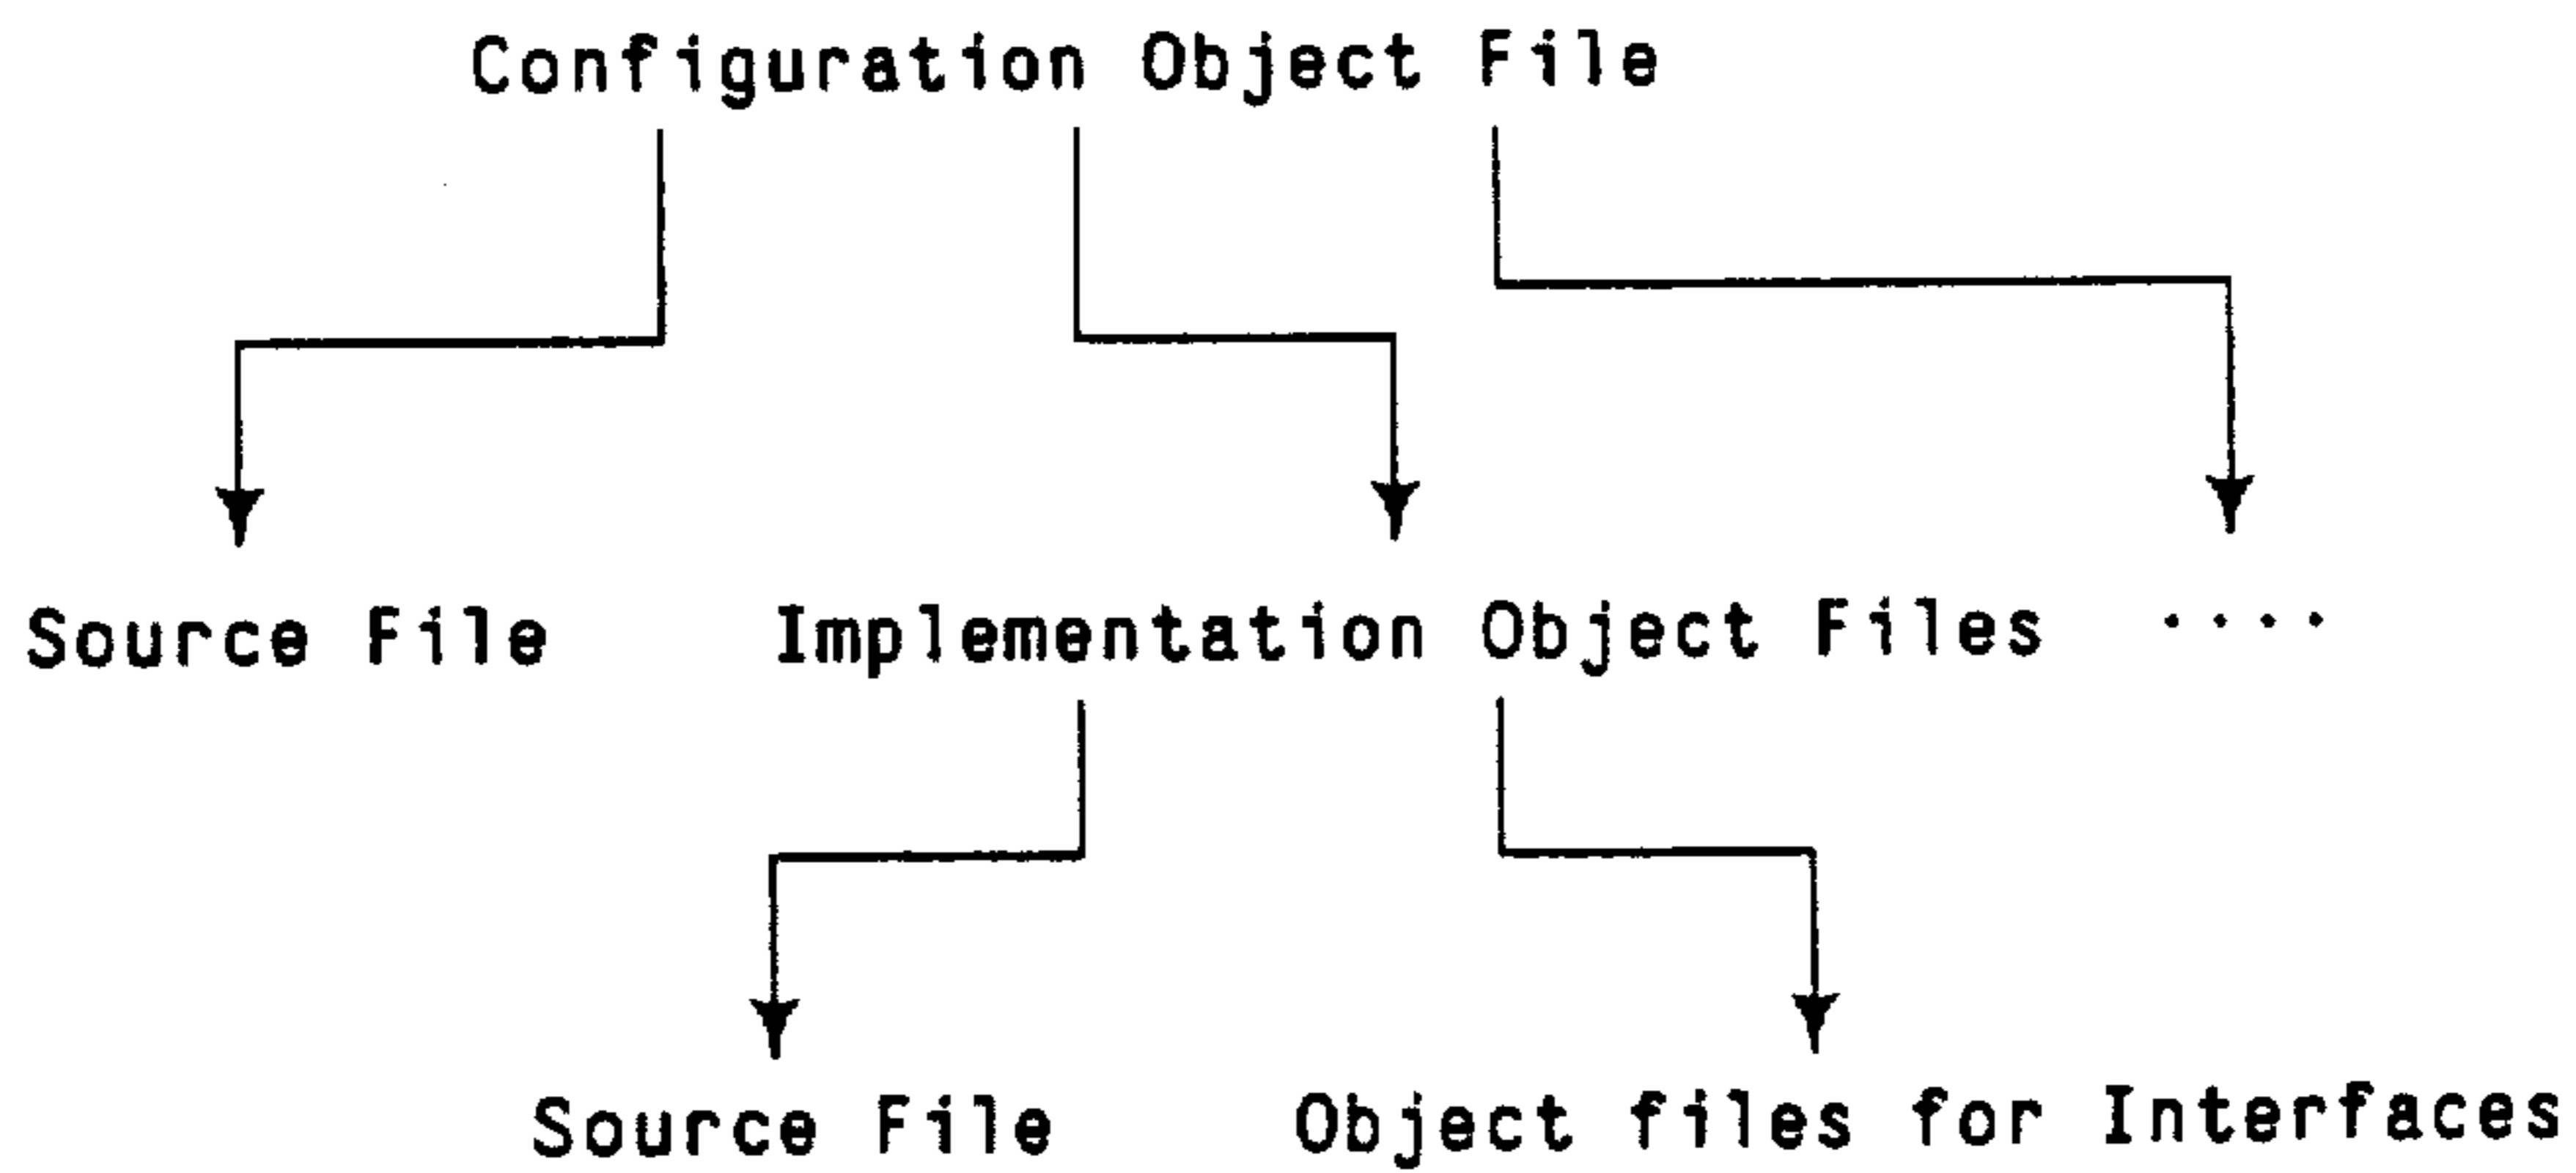 Configuration Object File
Source File Implementation Object Files ....
Source File Object files for Interfaces